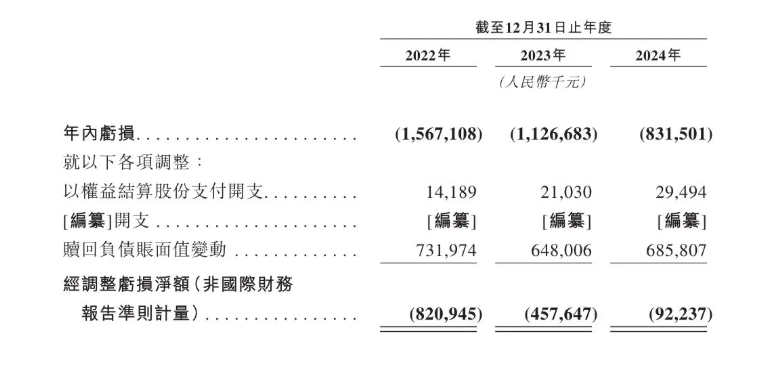 截至12月31日止年度
2022年 2023年 2024年
(人民幣千元)
年內虧損...................... (1,567,108) (1,126,683) (831,501)
就以下各項調整：
以權益結算股份支付開支.......... 14,189 21,030 29,494
[編纂]開支..................... [編纂] [編纂] [編纂]
贖回負債賬面值變動............. 731,974 648,006 685,807
經調整虧損淨額(非國際財務
報告準則計量)................ (820,945) (457,647) (92,237)